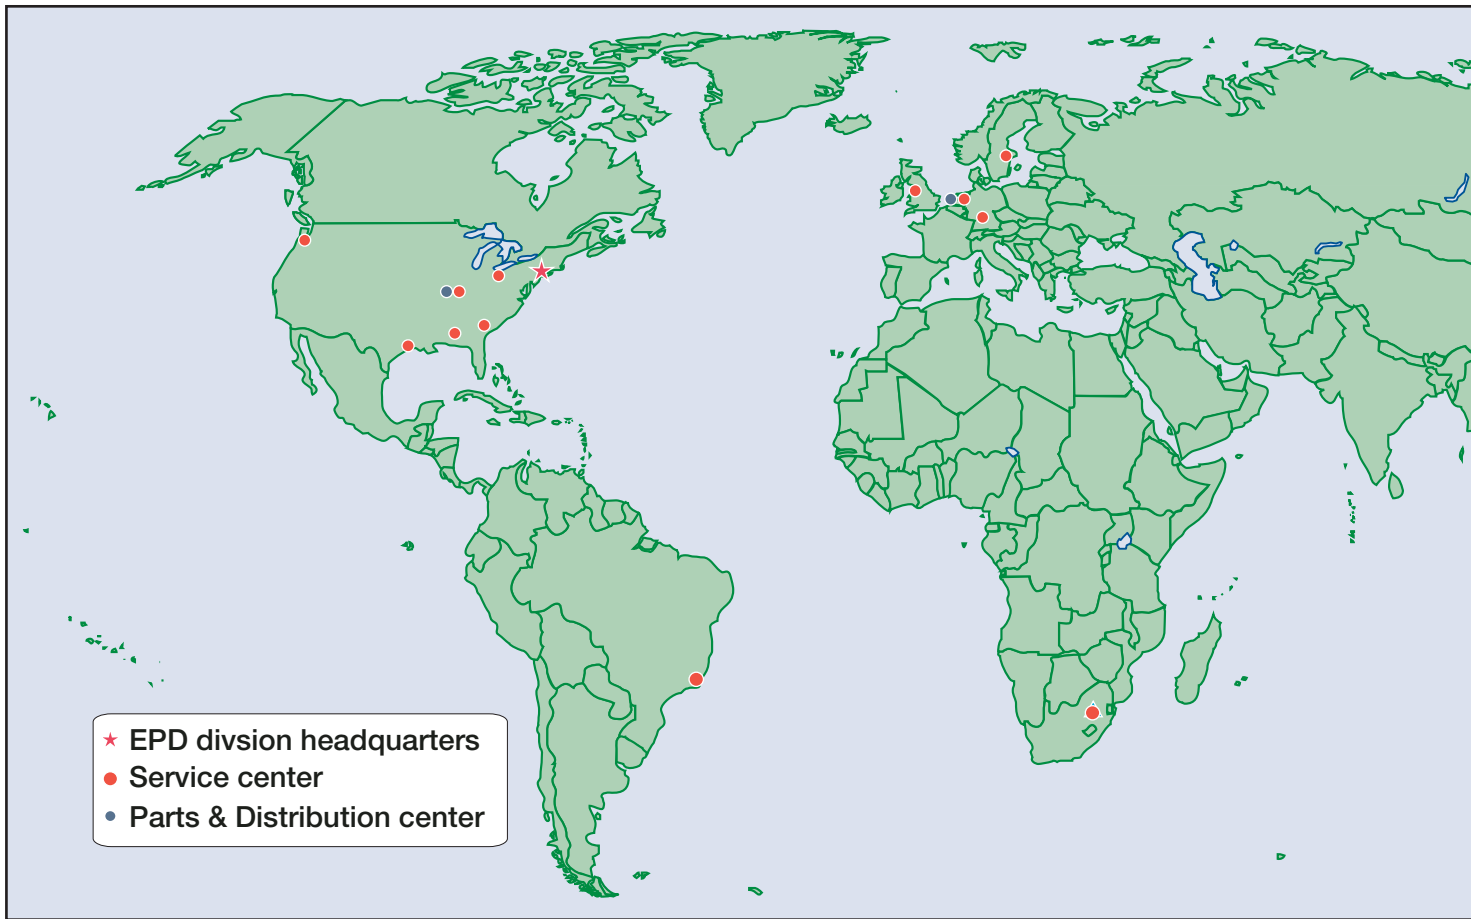 EPD divsion headquarters
Service center
Parts & Distribution center